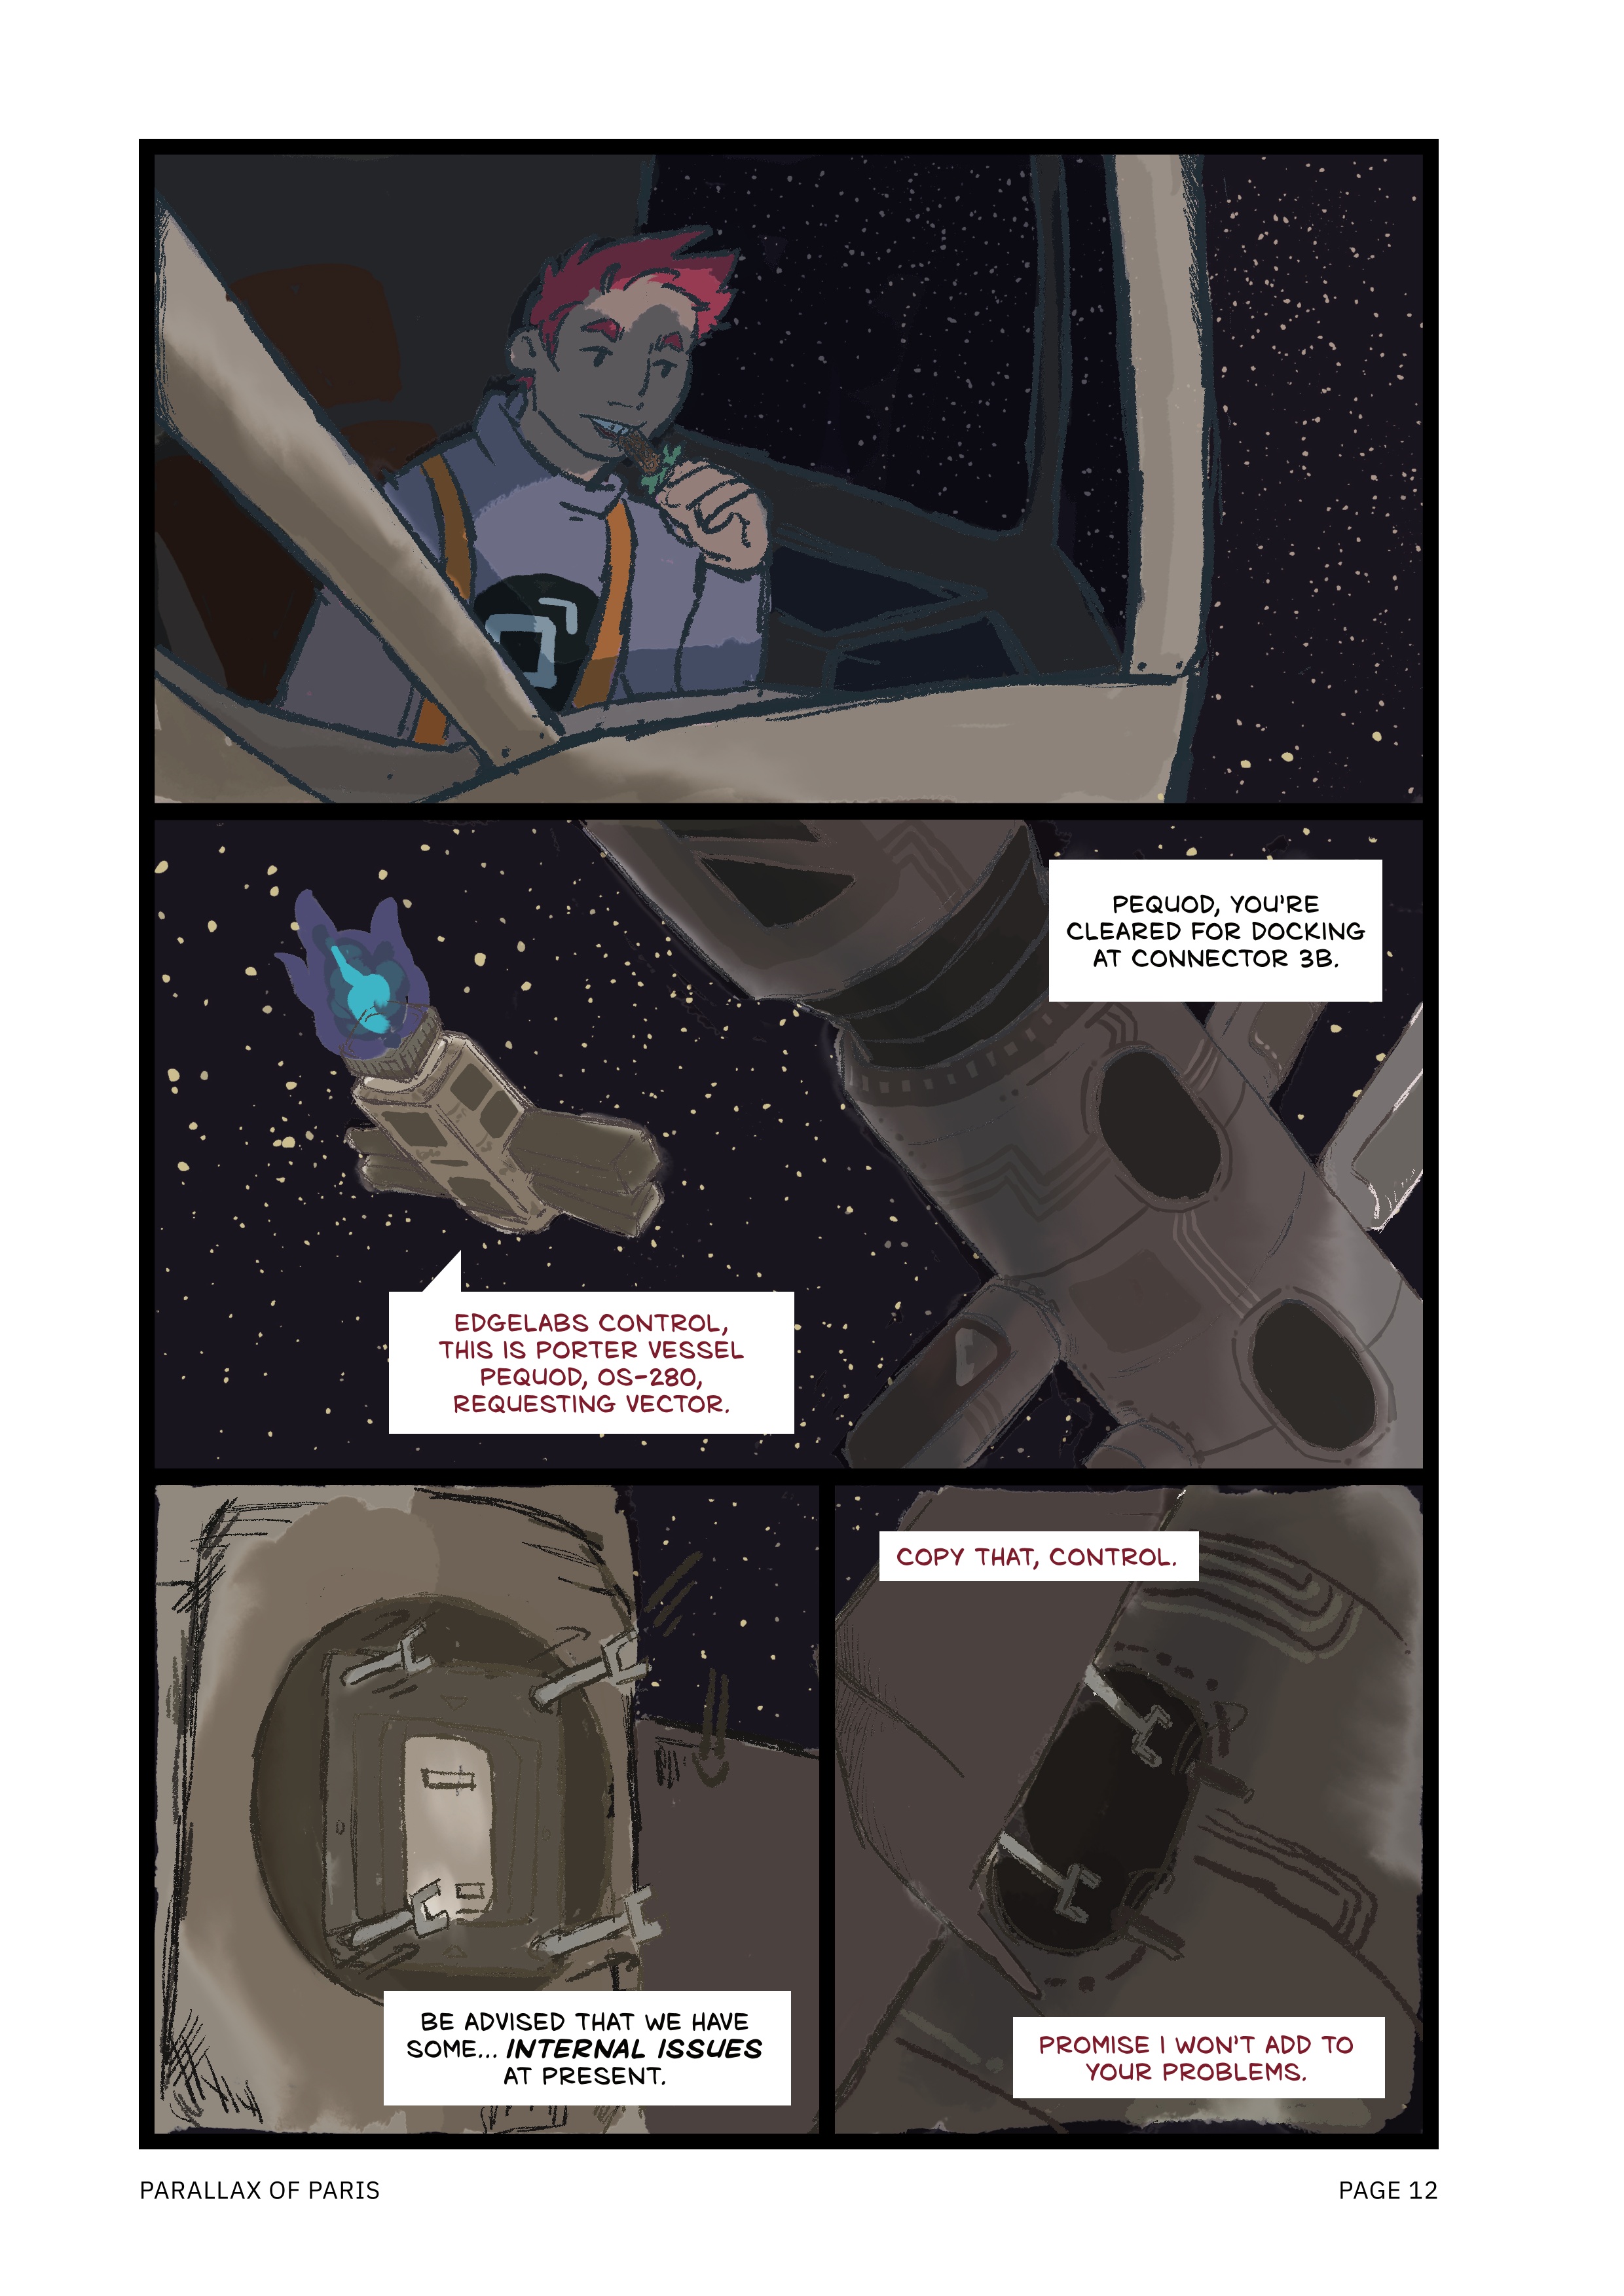 EDGELABS CONTROL,
THIS IS PORTER VESSEL
PEQUOD, OS-280,
REQUESTING VECTOR.
PEQUOD, YOU'RE
CLEARED FOR DOCKING
AT CONNECTOR 3B.
BE ADVISED THAT WE HAVE
SOME... INTERNAL ISSUES
AT PRESENT.
COPY THAT, CONTROL.
PROMISE I WON'T ADD TO
YOUR PROBLEMS.
PARALLAX OF PARIS
PAGE 12